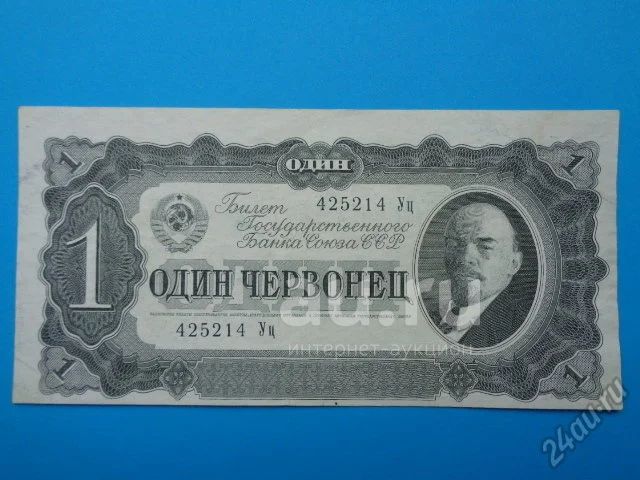 1 один 1
Билет 425214 Уц
Государственного
Банка Союза ССР
1
ОДИН ЧЕРВОНЕЦ
24au.ru
425214 Уц
интернет-аукцион
1 1
24au.ru